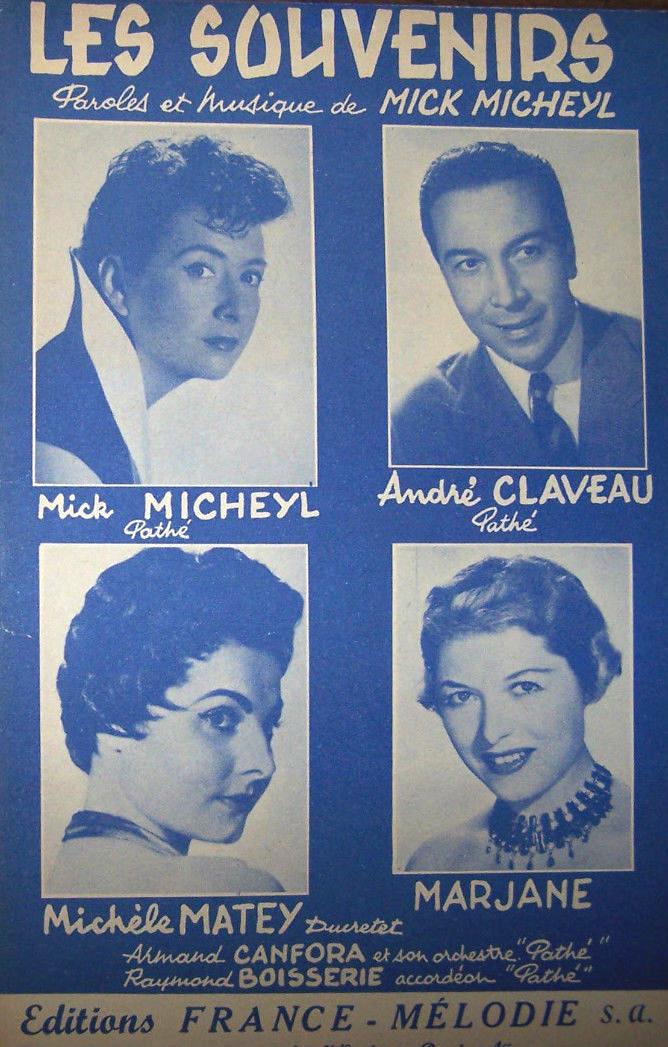 LES SOUVENIRS
Paroles et Musique de MICK MICHEYL
Mick MICHEYL
Pathé
André CLAVEAU
Pathé
Michèle MATEY Ducretet
MARJANE
Armand CANFORA et son orchestre "Pathé"
Raymond BOISSERIE accordéon "Pathé"
Editions FRANCE - MÉLODIE s.a.